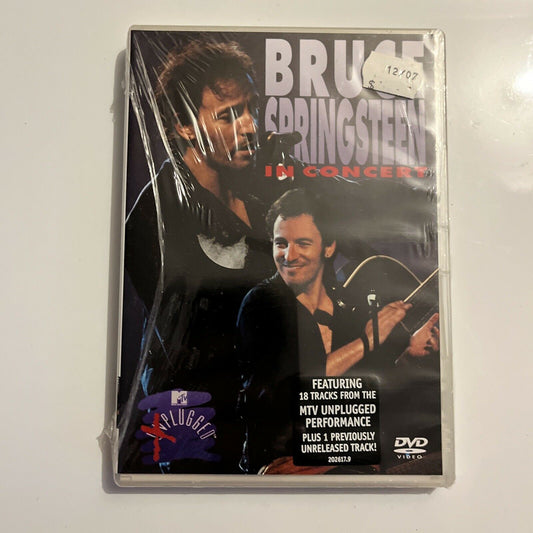 BRUCE
12/07
$
SPRINGSTEEN
IN CONCERT
MTV
UNPLUGGED
FEATURING
18 TRACKS FROM THE
MTV UNPLUGGED
PERFORMANCE
PLUS 1 PREVIOUSLY
UNRELEASED TRACK!
202617.9
DVD
VIDEO